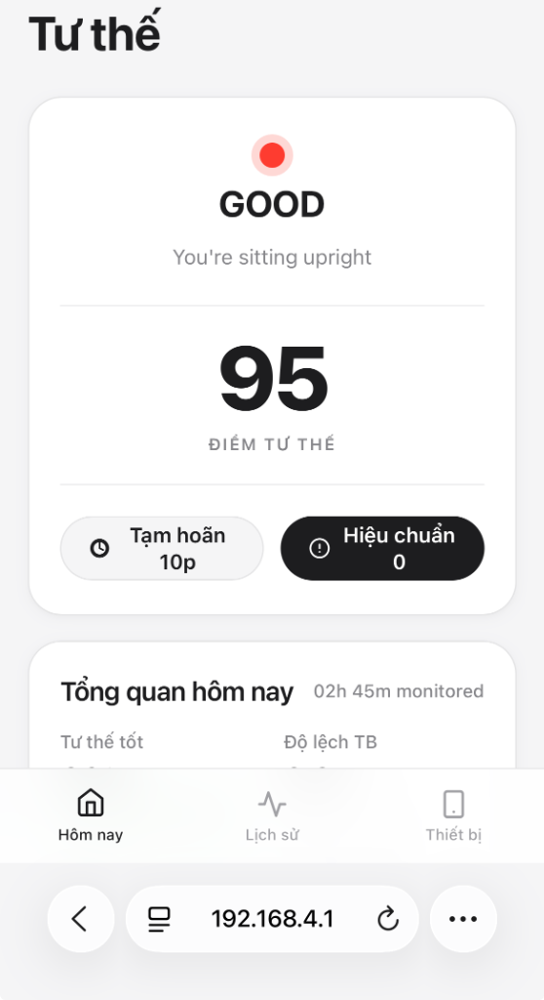 Tư thế
GOOD
You're sitting upright
95
ĐIỂM TƯ THẾ
Tạm hoãn
10p
Hiệu chuẩn
0
Tổng quan hôm nay
02h 45m monitored
Tư thế tốt
Độ lệch TB
Hôm nay
Lịch sử
Thiết bị
192.168.4.1